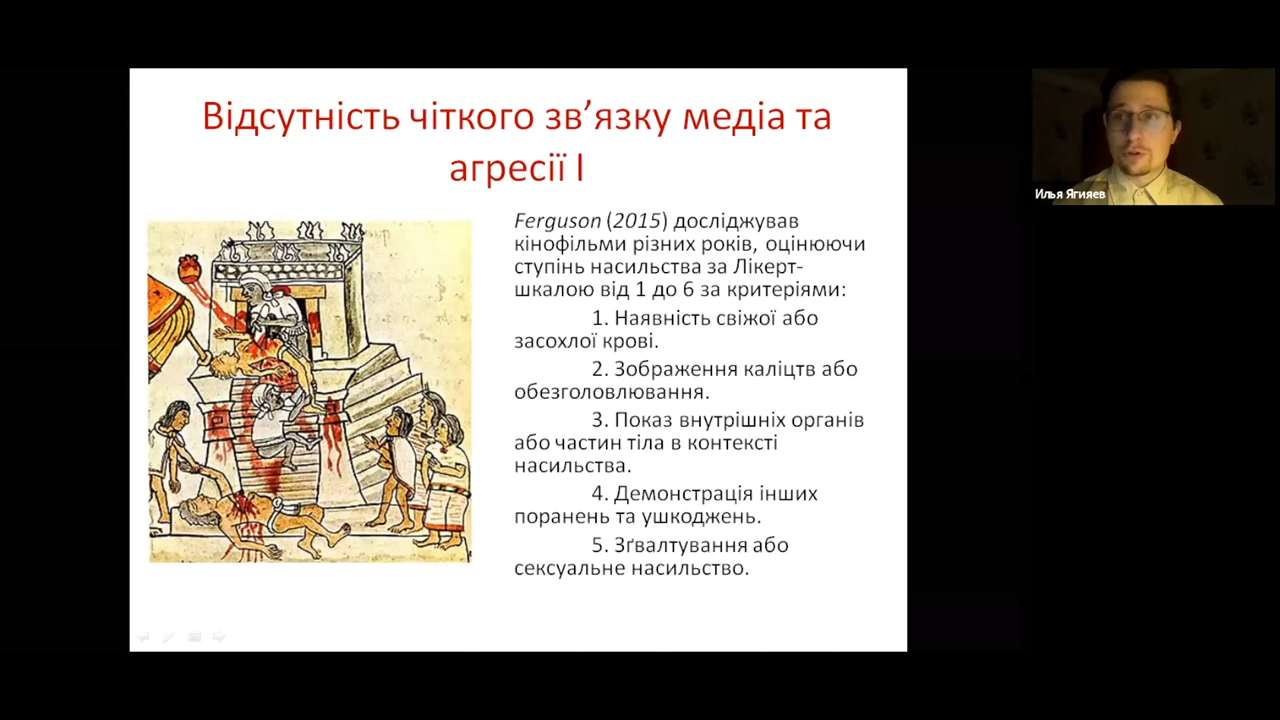 Відсутність чіткого зв’язку медіа та
агресії І
Ferguson (2015) досліджував
кінофільми різних років, оцінюючи
ступінь насильства за Лікерт-
шкалою від 1 до 6 за критеріями:
1. Наявність свіжої або
засохлої крові.
2. Зображення каліцтв або
обезголовлювання.
3. Показ внутрішніх органів
або частин тіла в контексті
насильства.
4. Демонстрація інших
поранень та ушкоджень.
5. Зґвалтування або
сексуальне насильство.
Илья Ягияев